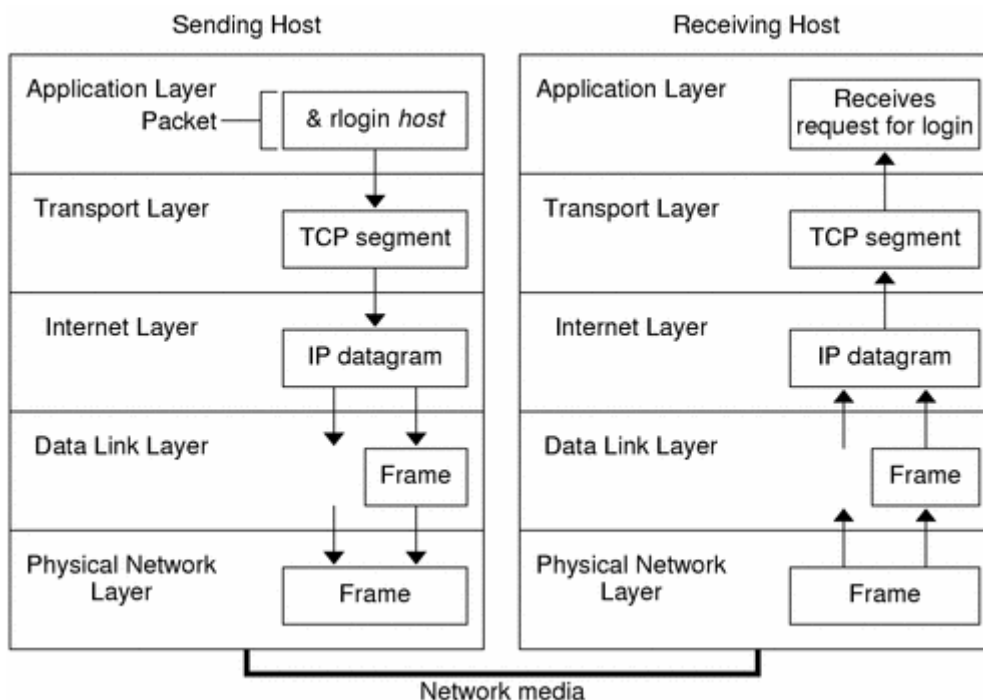 Sending Host
Application Layer
Packet
& rlogin host
Transport Layer
TCP segment
Internet Layer
IP datagram
Data Link Layer
Frame
Physical Network
Layer
Frame
Receiving Host
Application Layer
Receives
request for login
Transport Layer
TCP segment
Internet Layer
IP datagram
Data Link Layer
Frame
Physical Network
Layer
Frame
Network media